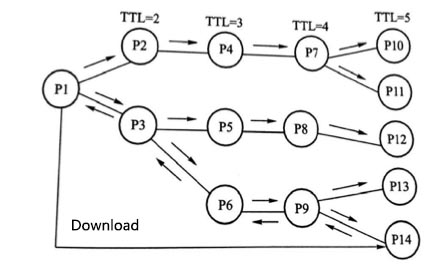 TTL=2 TTL=3 TTL=4 TTL=5
P1 P2 P4 P7 P10
P11
P3 P5 P8 P12
P6 P9 P13
P14
Download